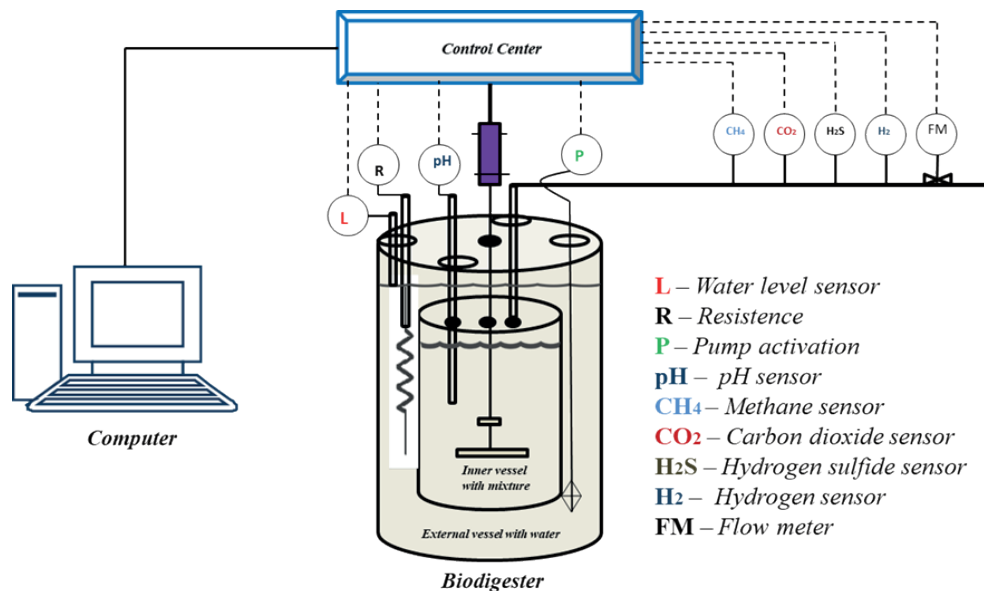 Control Center
CH4
CO2
H2S
H2
FM
R
pH
P
L
L – Water level sensor
R – Resistence
P – Pump activation
pH – pH sensor
CH4 – Methane sensor
CO2 – Carbon dioxide sensor
H2S – Hydrogen sulfide sensor
H2 – Hydrogen sensor
FM – Flow meter
Computer
Inner vessel
with mixture
External vessel with water
Biodigester